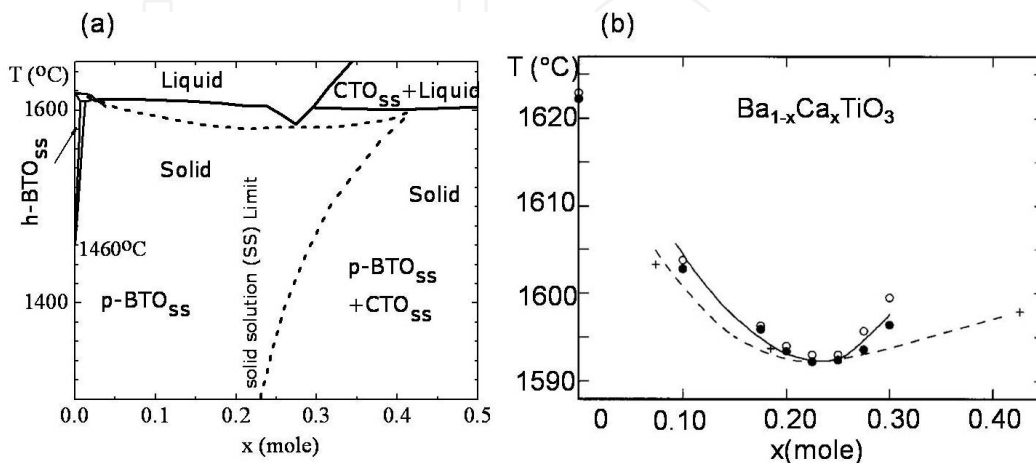 (a)
T (°C)
Liquid
CTOss+Liquid
1600
h-BTOss
Solid
Solid
solid solution (SS) Limit
1460°C
p-BTOss
+CTOss
1400
p-BTOss
0.0 0.1 0.2 0.3 0.4 0.5
x (mole)
(b)
T (°C)
Ba1-xCaxTiO3
1620
1610
1600
1590
0 0.10 0.20 0.30 0.40
x(mole)